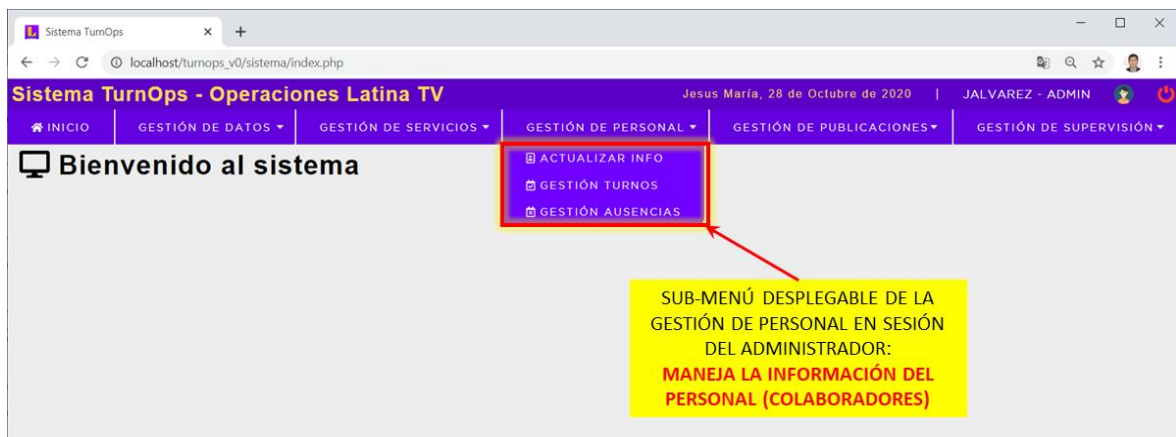 Sistema TurnOps
localhost/turnops_v0/sistema/index.php
Sistema TurnOps - Operaciones Latina TV
Jesus María, 28 de Octubre de 2020 | JALVAREZ - ADMIN
INICIO
GESTIÓN DE DATOS
GESTIÓN DE SERVICIOS
GESTIÓN DE PERSONAL
GESTIÓN DE PUBLICACIONES
GESTIÓN DE SUPERVISIÓN
Bienvenido al sistema
ACTUALIZAR INFO
GESTIÓN TURNOS
GESTIÓN AUSENCIAS
SUB-MENÚ DESPLEGABLE DE LA
GESTIÓN DE PERSONAL EN SESIÓN
DEL ADMINISTRADOR:
MANEJA LA INFORMACIÓN DEL
PERSONAL (COLABORADORES)